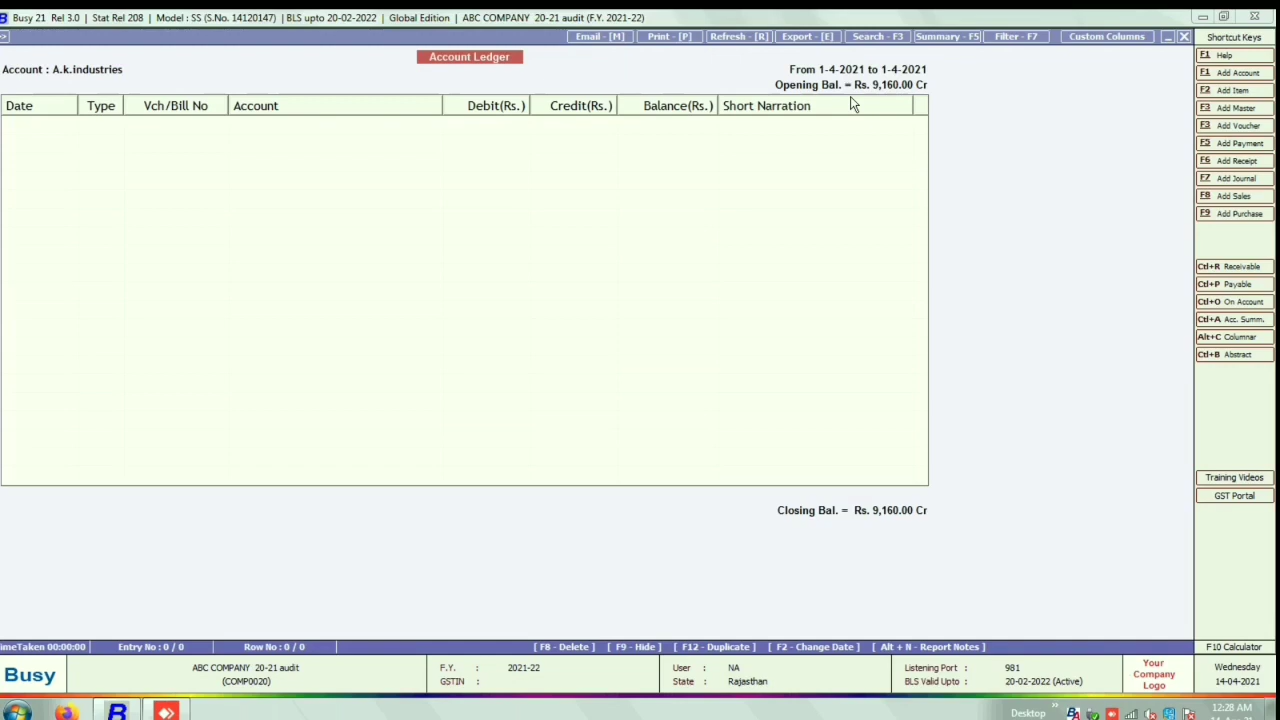 Busy 21 Rel 3.0 | Stat Rel 208 | Model : SS (S.No. 14120147) | BLS upto 20-02-2022 | Global Edition | ABC COMPANY 20-21 audit (F.Y. 2021-22)
>> Email - [M] Print - [P] Refresh - [R] Export - [E] Search - F3 Summary - F5 Filter - F7 Custom Columns Shortcut Keys
Account Ledger
Account : A.k.industries From 1-4-2021 to 1-4-2021
Opening Bal. = Rs. 9,160.00 Cr
Date Type Vch/Bill No Account Debit(Rs.) Credit(Rs.) Balance(Rs.) Short Narration
F1 Help
F1 Add Account
F2 Add Item
F3 Add Master
F3 Add Voucher
F5 Add Payment
F6 Add Receipt
F7 Add Journal
F8 Add Sales
F9 Add Purchase
Ctl+R Receivable
Ctl+P Payable
Ctl+O On Account
Ctl+A Acc. Summ.
Alt+C Columnar
Ctl+B Abstract
Training Videos
GST Portal
Closing Bal. = Rs. 9,160.00 Cr
imeTaken 00:00:00 Entry No : 0 / 0 Row No : 0 / 0 [ F8 - Delete ] [ F9 - Hide ] [ F12 - Duplicate ] [ F2 - Change Date ] [ Alt + N - Report Notes ] F10 Calculator
Busy ABC COMPANY 20-21 audit F.Y. : 2021-22 User : NA Listening Port : 981 Your Company Logo Wednesday
(COMP0020) GSTIN : State : Rajasthan BLS Valid Upto : 20-02-2022 (Active) 14-04-2021
Desktop 12:28 AM